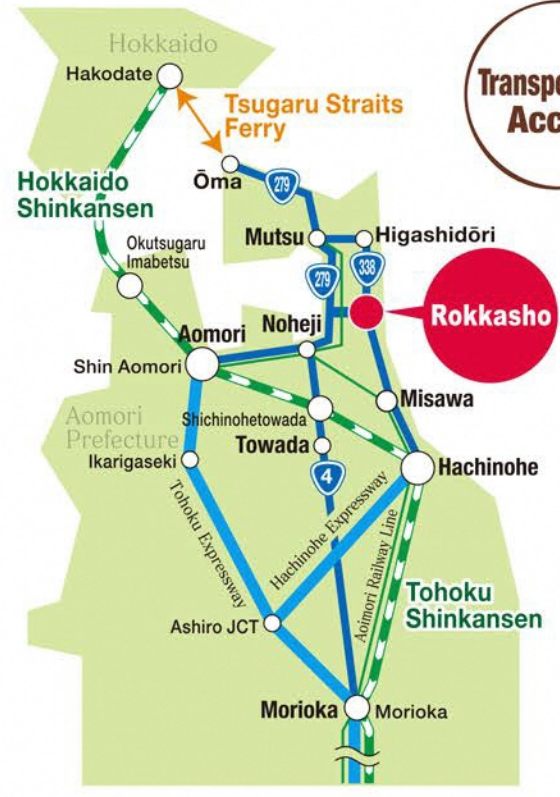 Hokkaido
Hakodate
Tsugaru Straits
Ferry
Ōma
279
Hokkaido
Shinkansen
Mutsu
Higashidōri
Okutsugaru
Imabetsu
279
338
Rokkasho
Aomori
Noheji
Shin Aomori
Misawa
Aomori
Prefecture
Shichinohetowada
Towada
Ikarigaseki
Hachinohe
4
Tohoku Expressway
Hachinohe Expressway
Aoimori Railway Line
Tohoku
Shinkansen
Ashiro JCT
Morioka
Morioka